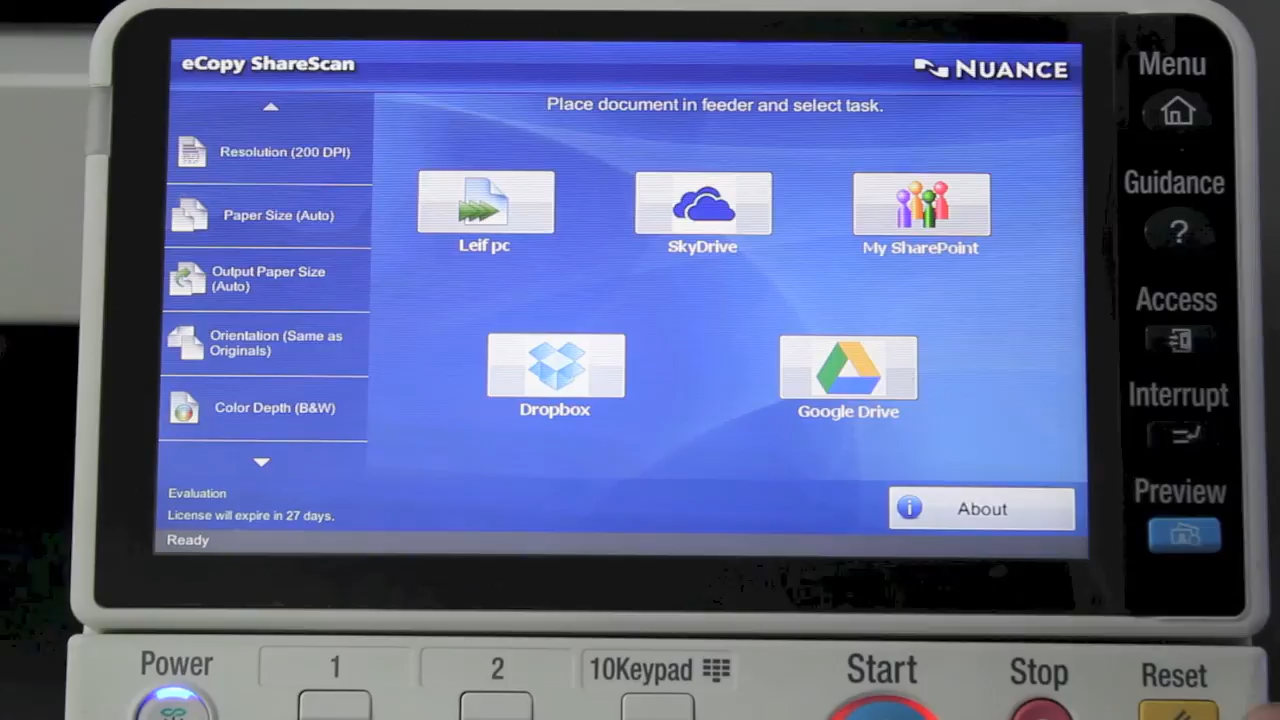 eCopy ShareScan
NUANCE
Place document in feeder and select task.
Resolution (200 DPI)
Paper Size (Auto)
Output Paper Size
(Auto)
Orientation (Same as
Originals)
Color Depth (B&W)
Leif pc
SkyDrive
My SharePoint
Dropbox
Google Drive
Evaluation
License will expire in 27 days.
About
Ready
Menu
Guidance
?
Access
Interrupt
Preview
Power
1
2
10Keypad
Start
Stop
Reset